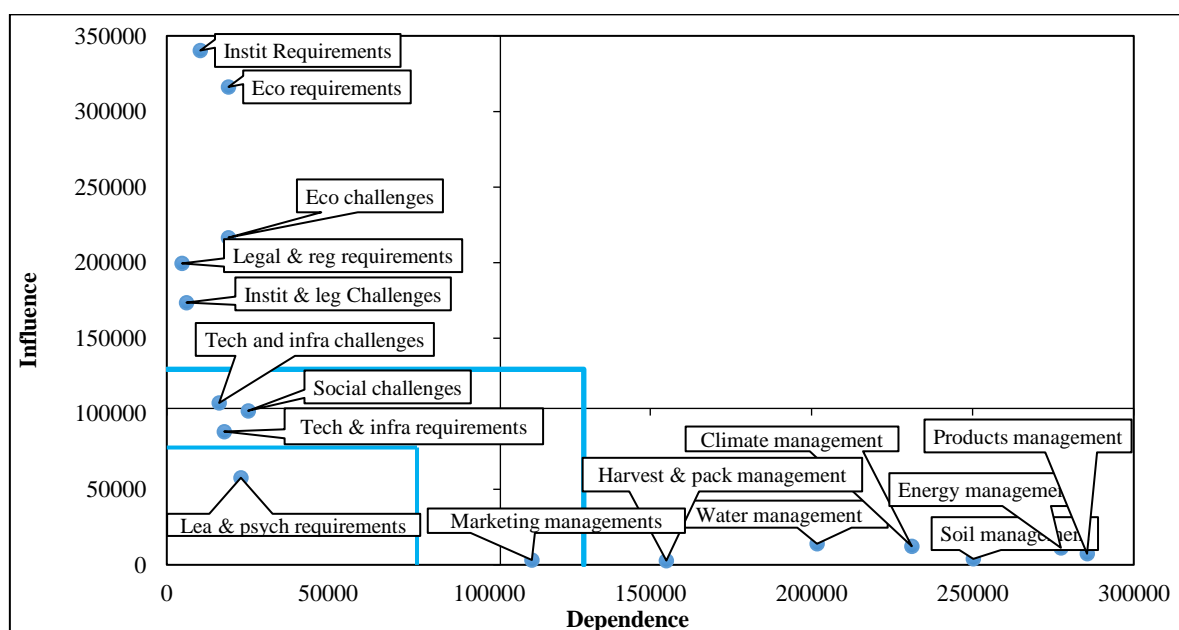 350000
Instit Requirements
Eco requirements
300000
250000
Eco challenges
200000
Legal & reg requirements
Instit & leg Challenges
150000
Tech and infra challenges
Social challenges
100000
Tech & infra requirements
Climate management
Products management
Harvest & pack management
50000
Energy managemen
Lea & psych requirements
Marketing managements
Water management
Soil management
0
Influence
0
50000
100000
150000
200000
250000
300000
Dependence